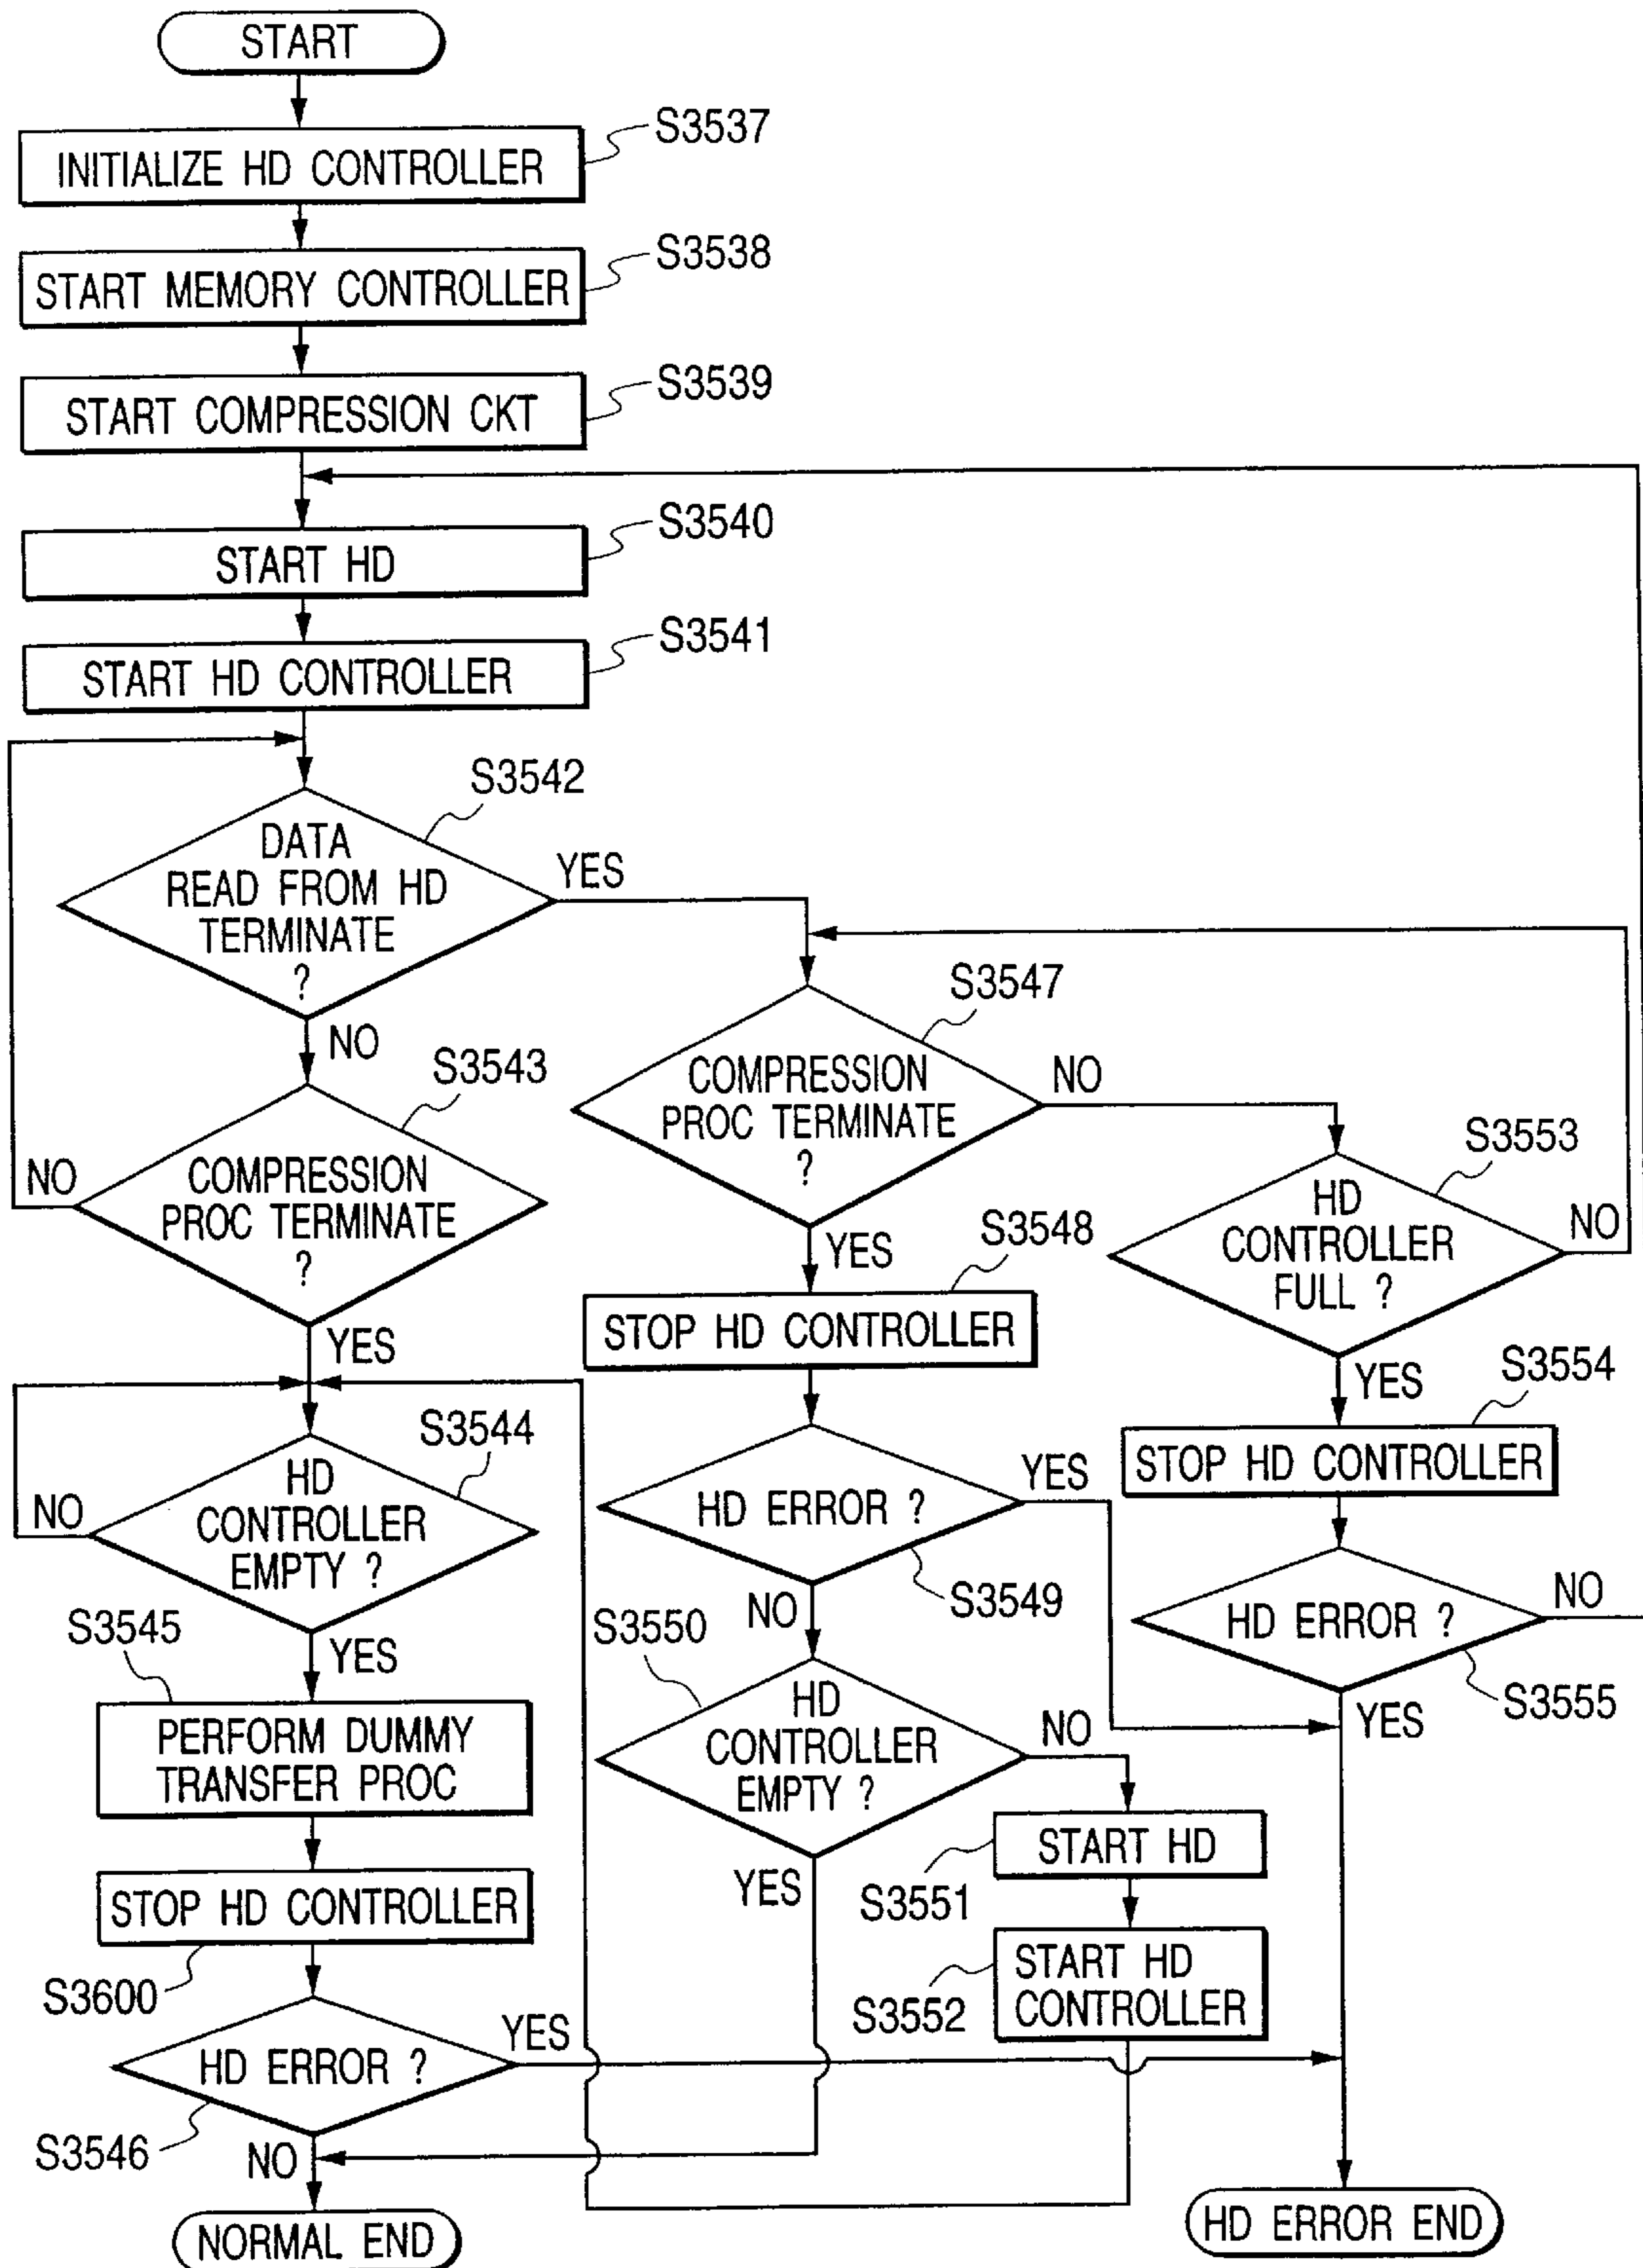 START
S3537
INITIALIZE HD CONTROLLER
S3538
START MEMORY CONTROLLER
S3539
START COMPRESSION CKT
S3540
START HD
S3541
START HD CONTROLLER
S3542
DATA
READ FROM HD
TERMINATE
?
YES
NO
S3543
COMPRESSION
PROC TERMINATE
?
NO
YES
S3547
COMPRESSION
PROC TERMINATE
?
NO
YES
S3553
HD
CONTROLLER
FULL ?
NO
YES
S3548
STOP HD CONTROLLER
S3554
STOP HD CONTROLLER
S3544
HD
CONTROLLER
EMPTY ?
NO
YES
HD ERROR ?
YES
S3549
NO
HD ERROR ?
NO
S3555
YES
S3545
PERFORM DUMMY
TRANSFER PROC
S3550
HD
CONTROLLER
EMPTY ?
NO
YES
START HD
S3551
START HD
CONTROLLER
S3552
STOP HD CONTROLLER
S3600
HD ERROR ?
YES
S3546
NO
NORMAL END
HD ERROR END